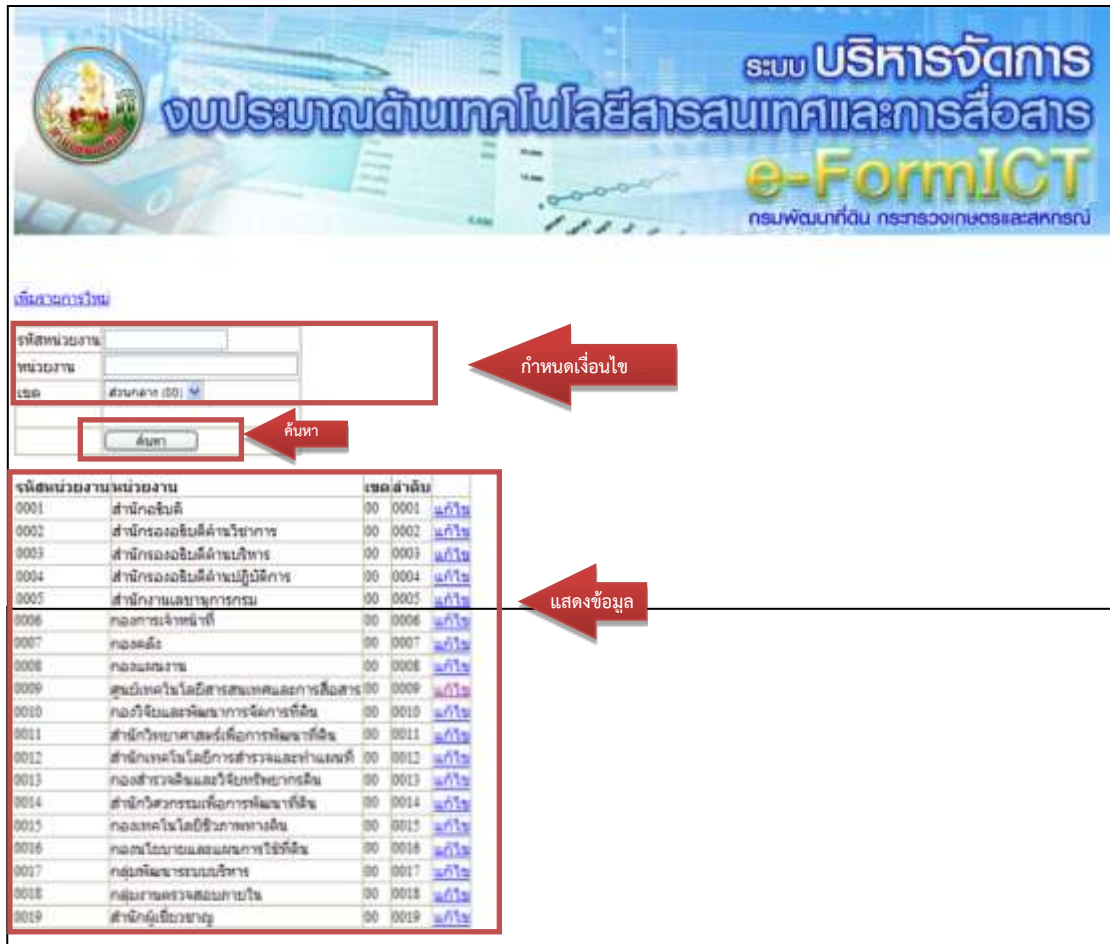 ระบบ บริหารจัดการ
งบประมาณด้านเทคโนโลยีสารสนเทศและการสื่อสาร
e-FormICT
กรมพัฒนาที่ดิน กระทรวงเกษตรและสหกรณ์
เพิ่มรายการใหม่
รหัสหน่วยงาน
หน่วยงาน
เขต ส่วนกลาง (00)
กำหนดเงื่อนไข
ค้นหา
ค้นหา
รหัสหน่วยงาน หน่วยงาน เขต ลำดับ
0001 สำนักอธิบดี 00 0001 แก้ไข
0002 สำนักรองอธิบดีด้านวิชาการ 00 0002 แก้ไข
0003 สำนักรองอธิบดีด้านบริหาร 00 0003 แก้ไข
0004 สำนักรองอธิบดีด้านปฏิบัติการ 00 0004 แก้ไข
0005 สำนักงานเลขานุการกรม 00 0005 แก้ไข
แสดงข้อมูล
0006 กองการเจ้าหน้าที่ 00 0006 แก้ไข
0007 กองคลัง 00 0007 แก้ไข
0008 กองแผนงาน 00 0008 แก้ไข
0009 ศูนย์เทคโนโลยีสารสนเทศและการสื่อสาร 00 0009 แก้ไข
0010 กองวิจัยและพัฒนาการจัดการที่ดิน 00 0010 แก้ไข
0011 สำนักวิทยาศาสตร์เพื่อการพัฒนาที่ดิน 00 0011 แก้ไข
0012 สำนักเทคโนโลยีการสำรวจและทำแผนที่ 00 0012 แก้ไข
0013 กองสำรวจดินและวิจัยทรัพยากรดิน 00 0013 แก้ไข
0014 สำนักวิศวกรรมเพื่อการพัฒนาที่ดิน 00 0014 แก้ไข
0015 กองเทคโนโลยีชีวภาพทางดิน 00 0015 แก้ไข
0016 กองนโยบายและแผนการใช้ที่ดิน 00 0016 แก้ไข
0017 กลุ่มพัฒนาระบบบริหาร 00 0017 แก้ไข
0018 กลุ่มงานตรวจสอบภายใน 00 0018 แก้ไข
0019 สำนักผู้เชี่ยวชาญ 00 0019 แก้ไข